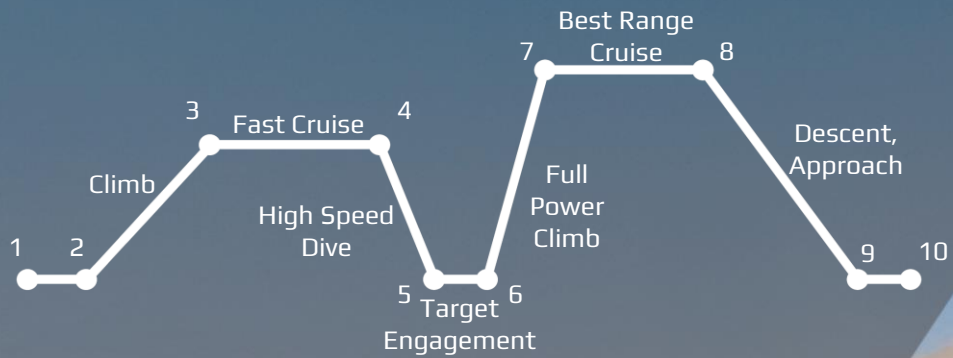 Best Range
Cruise
7
8
3
Fast Cruise
4
Descent,
Approach
Climb
Full
Power
Climb
High Speed
Dive
1
2
5
6
9
10
Target
Engagement